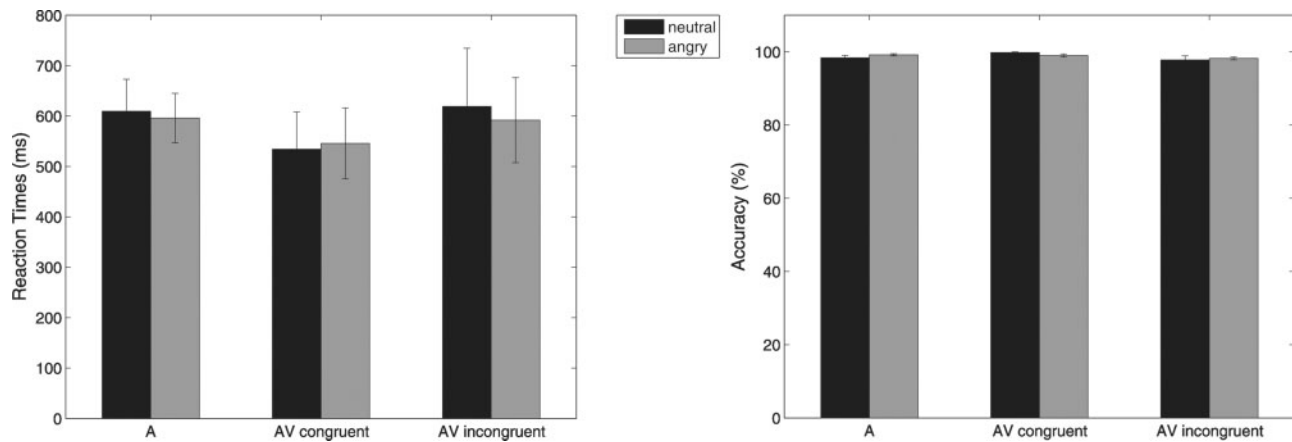 Reaction Times (ms)
800
700
600
500
400
300
200
100
0
A
AV congruent
AV incongruent
neutral
angry
Accuracy (%)
100
80
60
40
20
0
A
AV congruent
AV incongruent